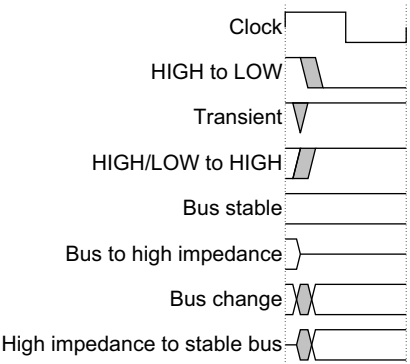 Clock
HIGH to LOW
Transient
HIGH/LOW to HIGH
Bus stable
Bus to high impedance
Bus change
High impedance to stable bus